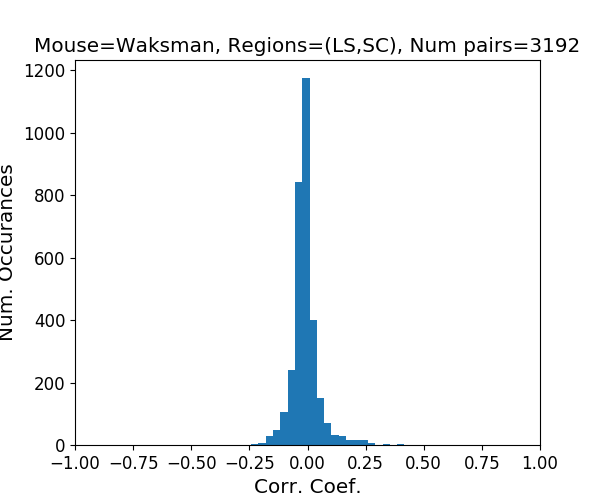 Mouse=Waksman, Regions=(LS,SC), Num pairs=3192
1200
1000
800
600
400
200
0
Num. Occurances
−1.00 −0.75 −0.50 −0.25 0.00 0.25 0.50 0.75 1.00
Corr. Coef.